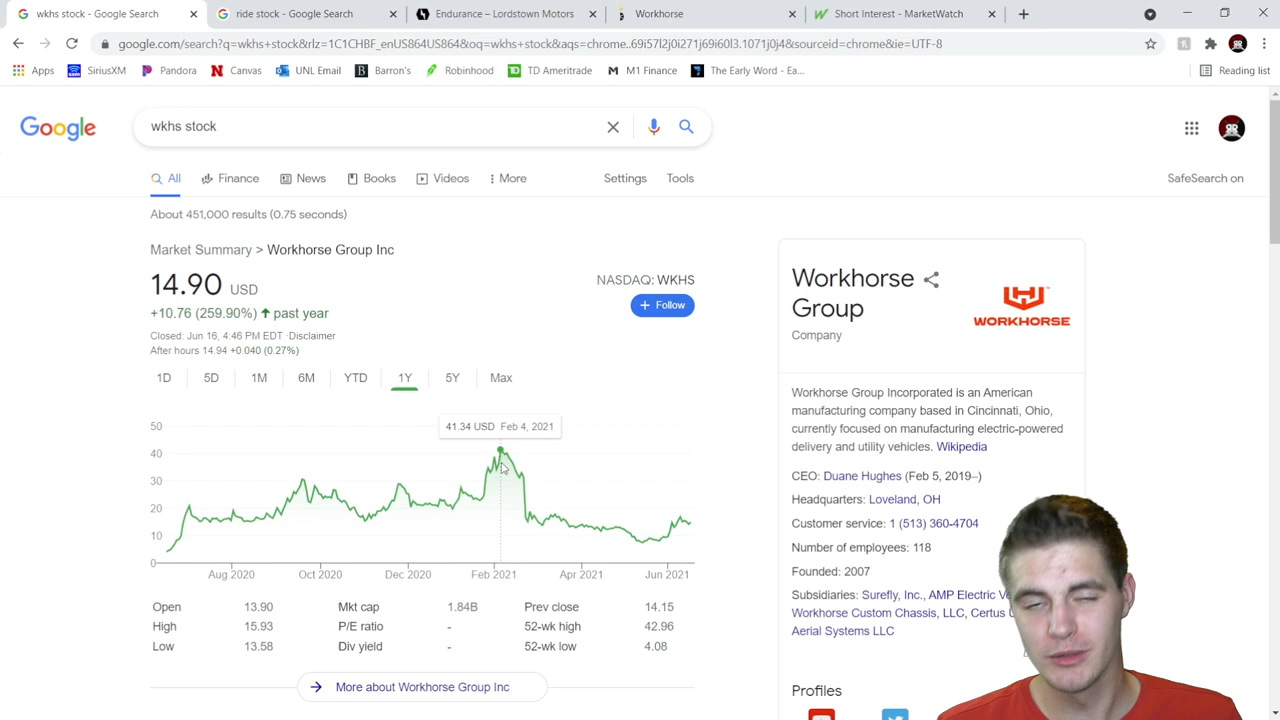 wkhs stock - Google Search
ride stock - Google Search
Endurance – Lordstown Motors
Workhorse
Short Interest - MarketWatch
google.com/search?q=wkhs+stock&rlz=1C1CHBF_enUS864US864&oq=wkhs+stock&aqs=chrome..69i57l2j0i271j69i60l3.1071j0j4&sourceid=chrome&ie=UTF-8
Apps
SiriusXM
Pandora
Canvas
UNL Email
Barron's
Robinhood
TD Ameritrade
M1 Finance
The Early Word - Ea...
Reading list
Google
wkhs stock
All
Finance
News
Books
Videos
More
Settings
Tools
SafeSearch on
About 451,000 results (0.75 seconds)
Market Summary > Workhorse Group Inc
14.90 USD
NASDAQ: WKHS
+ Follow
+10.76 (259.90%) ↑ past year
Closed: Jun 16, 4:46 PM EDT · Disclaimer
After hours 14.94 +0.040 (0.27%)
1D
5D
1M
6M
YTD
1Y
5Y
Max
41.34 USD Feb 4, 2021
50
40
30
20
10
0
Aug 2020
Oct 2020
Dec 2020
Feb 2021
Apr 2021
Jun 2021
Open 13.90
Mkt cap 1.84B
Prev close 14.15
High 15.93
P/E ratio -
52-wk high 42.96
Low 13.58
Div yield -
52-wk low 4.08
More about Workhorse Group Inc
Workhorse
Group
Company
WORKHORSE
Workhorse Group Incorporated is an American
manufacturing company based in Cincinnati, Ohio,
currently focused on manufacturing electric-powered
delivery and utility vehicles. Wikipedia
CEO: Duane Hughes (Feb 5, 2019–)
Headquarters: Loveland, OH
Customer service: 1 (513) 360-4704
Number of employees: 118
Founded: 2007
Subsidiaries: Surefly, Inc., AMP Electric
Workhorse Custom Chassis, LLC, Certus
Aerial Systems LLC
Profiles